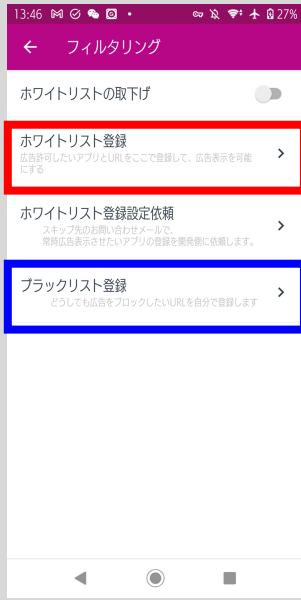 13:46 27%
フィルタリング
ホワイトリストの取下げ
ホワイトリスト登録
広告許可したいアプリとURLをここで登録して、広告表示を可能
にする
ホワイトリスト登録設定依頼
スキップ先のお問い合わせメールで、
常時広告表示させたいアプリの登録を開発側に依頼します。
ブラックリスト登録
どうしても広告をブロックしたいURLを自分で登録します